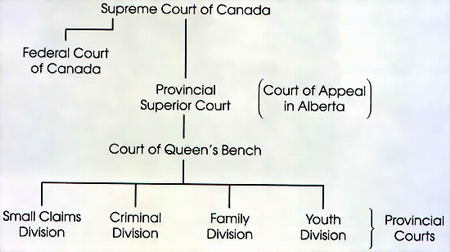 Supreme Court of Canada
Federal Court
of Canada
Provincial
Superior Court
(Court of Appeal
in Alberta)
Court of Queen's Bench
Small Claims
Division
Criminal
Division
Family
Division
Youth
Division
Provincial
Courts